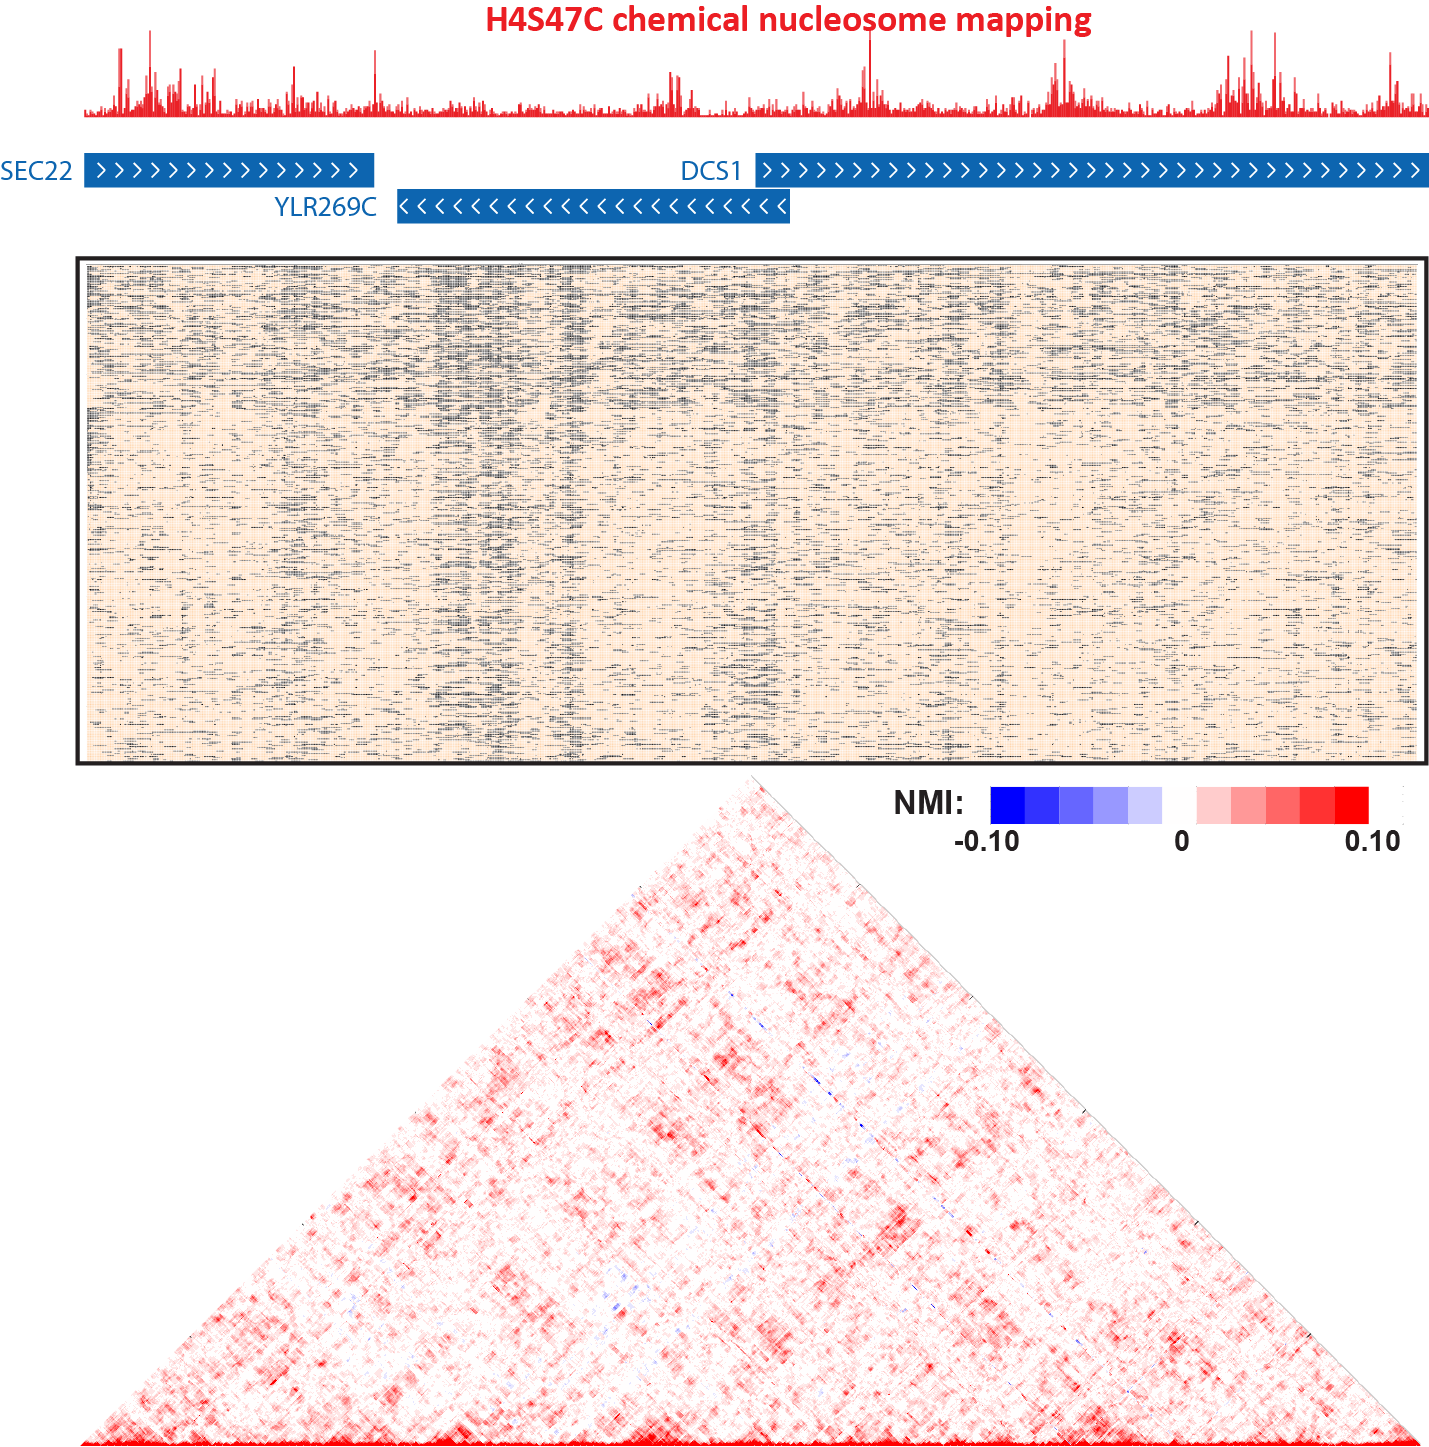 H4S47C chemical nucleosome mapping
SEC22
DCS1
YLR269C
NMI:
-0.10
0
0.10